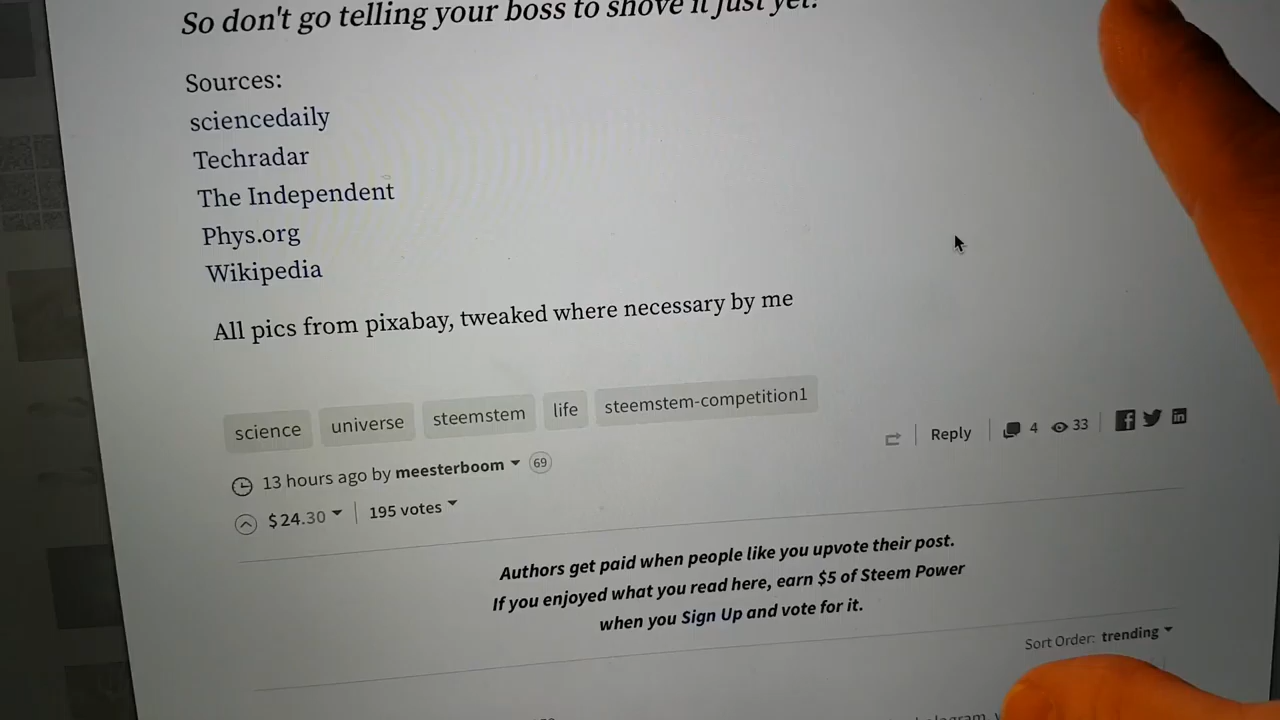 So don't go telling your boss to shove it just yet.
Sources:
sciencedaily
Techradar
The Independent
Phys.org
Wikipedia
All pics from pixabay, tweaked where necessary by me
science universe steemstem life steemstem-competition1
13 hours ago by meesterboom 69
Reply 4 33
$24.30 195 votes
Authors get paid when people like you upvote their post.
If you enjoyed what you read here, earn $5 of Steem Power
when you Sign Up and vote for it.
Sort Order: trending